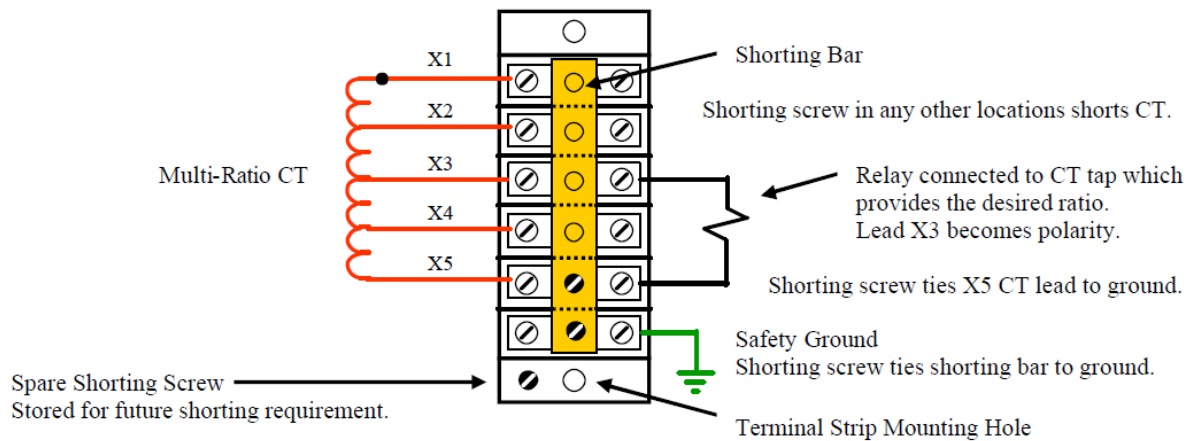 X1
Shorting Bar
X2
Shorting screw in any other locations shorts CT.
Multi-Ratio CT
X3
Relay connected to CT tap which
provides the desired ratio.
Lead X3 becomes polarity.
X4
X5
Shorting screw ties X5 CT lead to ground.
Safety Ground
Shorting screw ties shorting bar to ground.
Spare Shorting Screw
Stored for future shorting requirement.
Terminal Strip Mounting Hole